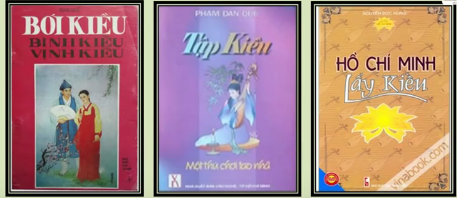 BÓI KIỀU
BÌNH KIỀU
VỊNH KIỀU
PHẠM ĐAN QUẾ
Tập Kiều
Một thú chơi tao nhã
HỒ CHÍ MINH
Lẩy Kiều
vinabook.com